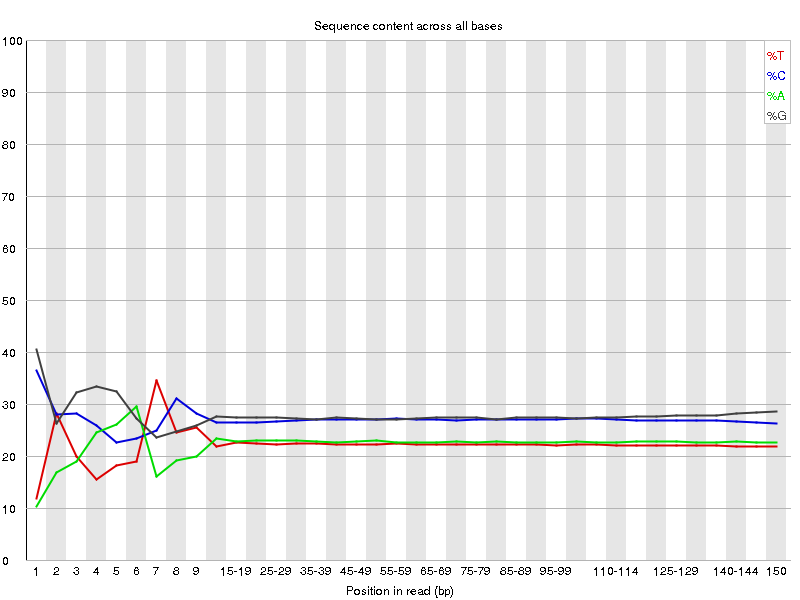 Sequence content across all bases
100
90
80
70
60
50
40
30
20
10
0
%T
%C
%A
%G
1 2 3 4 5 6 7 8 9 15-19 25-29 35-39 45-49 55-59 65-69 75-79 85-89 95-99 110-114 125-129 140-144 150
Position in read (bp)